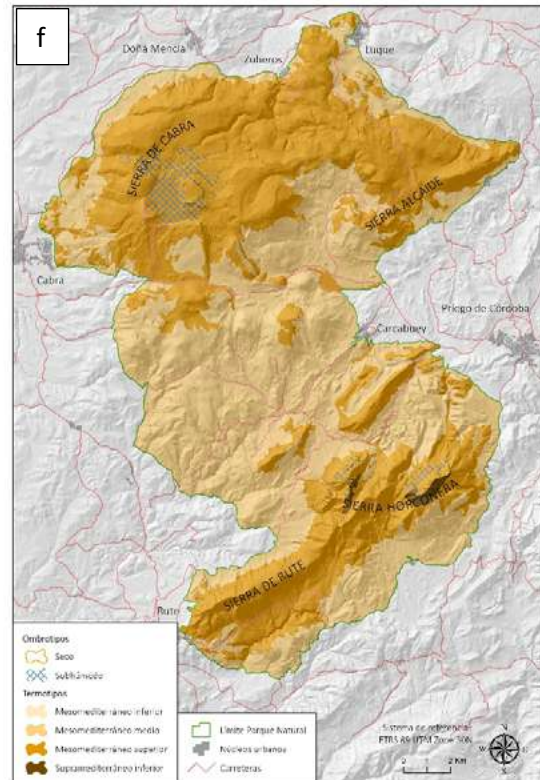 f
Doña Mencía
Luque
Zuheros
SIERRA DE CABRA
SIERRA ALCAIDE
Cabra
Priego de Córdoba
Carcabuey
SIERRA HORCONERA
SIERRA DE RUTE
Rute
Ombrotipos
Seco
Subhúmedo
Termotipos
Mesomediterráneo inferior
Mesomediterráneo medio
Mesomediterráneo superior
Supramediterráneo inferior
Límite Parque Natural
Núcleos urbanos
Carreteras
Sistema de referencia
ETRS 89 UTM Zone 30N
N
W
E
S
0 2 Km